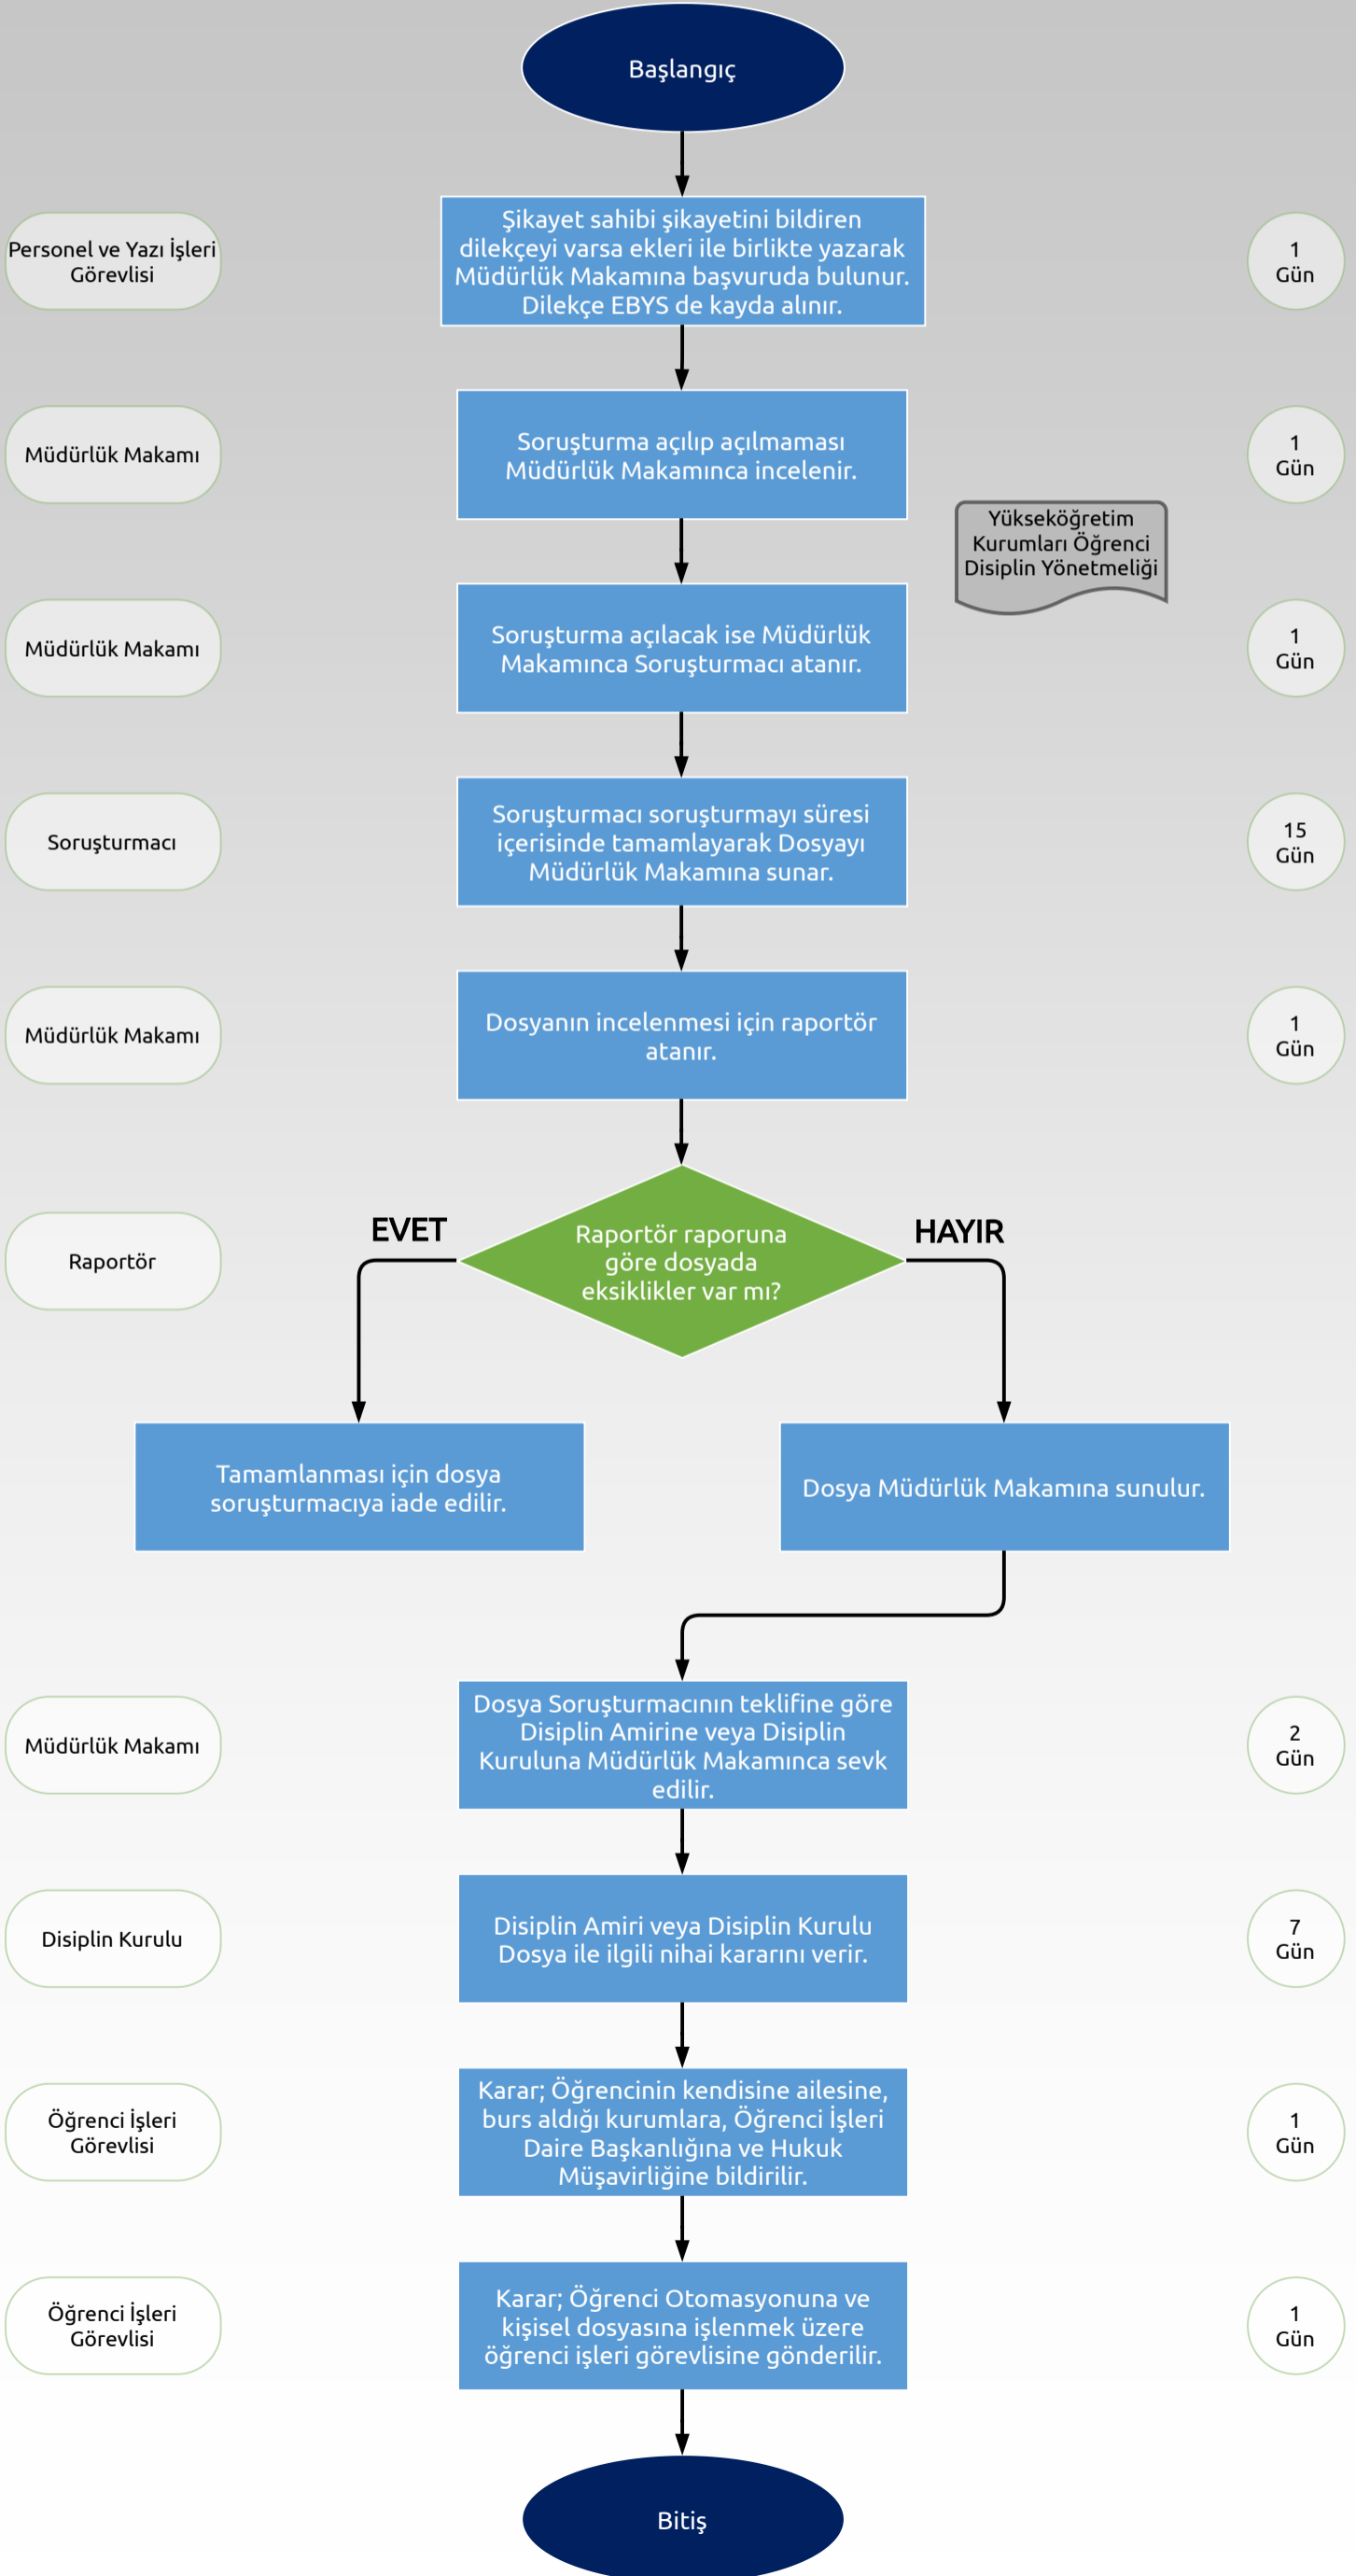 Başlangıç
Personel ve Yazı İşleri
Görevlisi
Şikayet sahibi şikayetini bildiren
dilekçeyi varsa ekleri ile birlikte yazarak
Müdürlük Makamına başvuruda bulunur.
Dilekçe EBYS de kayda alınır.
1
Gün
Müdürlük Makamı
Soruşturma açılıp açılmaması
Müdürlük Makamınca incelenir.
1
Gün
Yükseköğretim
Kurumları Öğrenci
Disiplin Yönetmeliği
Müdürlük Makamı
Soruşturma açılacak ise Müdürlük
Makamınca Soruşturmacı atanır.
1
Gün
Soruşturmacı
Soruşturmacı soruşturmayı süresi
içerisinde tamamlayarak Dosyayı
Müdürlük Makamına sunar.
15
Gün
Müdürlük Makamı
Dosyanın incelenmesi için raportör
atanır.
1
Gün
Raportör
EVET
Raportör raporuna
göre dosyada
eksiklikler var mı?
HAYIR
Tamamlanması için dosya
soruşturmacıya iade edilir.
Dosya Müdürlük Makamına sunulur.
Müdürlük Makamı
Dosya Soruşturmacının teklifine göre
Disiplin Amirine veya Disiplin
Kuruluna Müdürlük Makamınca sevk
edilir.
2
Gün
Disiplin Kurulu
Disiplin Amiri veya Disiplin Kurulu
Dosya ile ilgili nihai kararını verir.
7
Gün
Öğrenci İşleri
Görevlisi
Karar; Öğrencinin kendisine ailesine,
burs aldığı kurumlara, Öğrenci İşleri
Daire Başkanlığına ve Hukuk
Müşavirliğine bildirilir.
1
Gün
Öğrenci İşleri
Görevlisi
Karar; Öğrenci Otomasyonuna ve
kişisel dosyasına işlenmek üzere
öğrenci işleri görevlisine gönderilir.
1
Gün
Bitiş